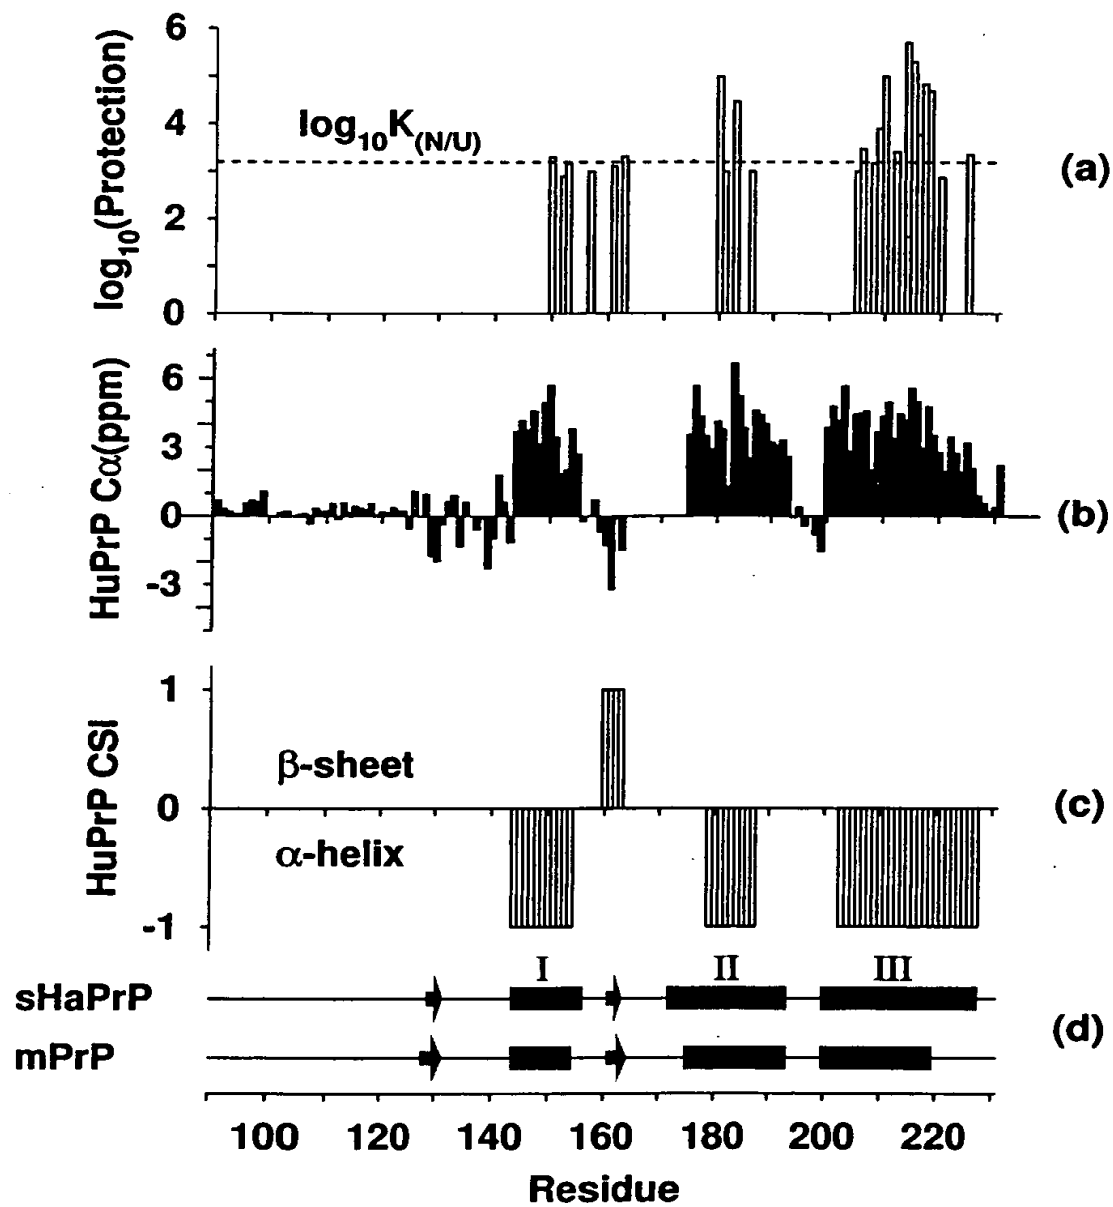 6
4
2
0
log10(Protection)
log10K(N/U)
(a)
6
3
0
-3
HuPrP Cα(ppm)
(b)
1
0
-1
HuPrP CSI
β-sheet
α-helix
(c)
I II III
sHaPrP
mPrP
(d)
100 120 140 160 180 200 220
Residue